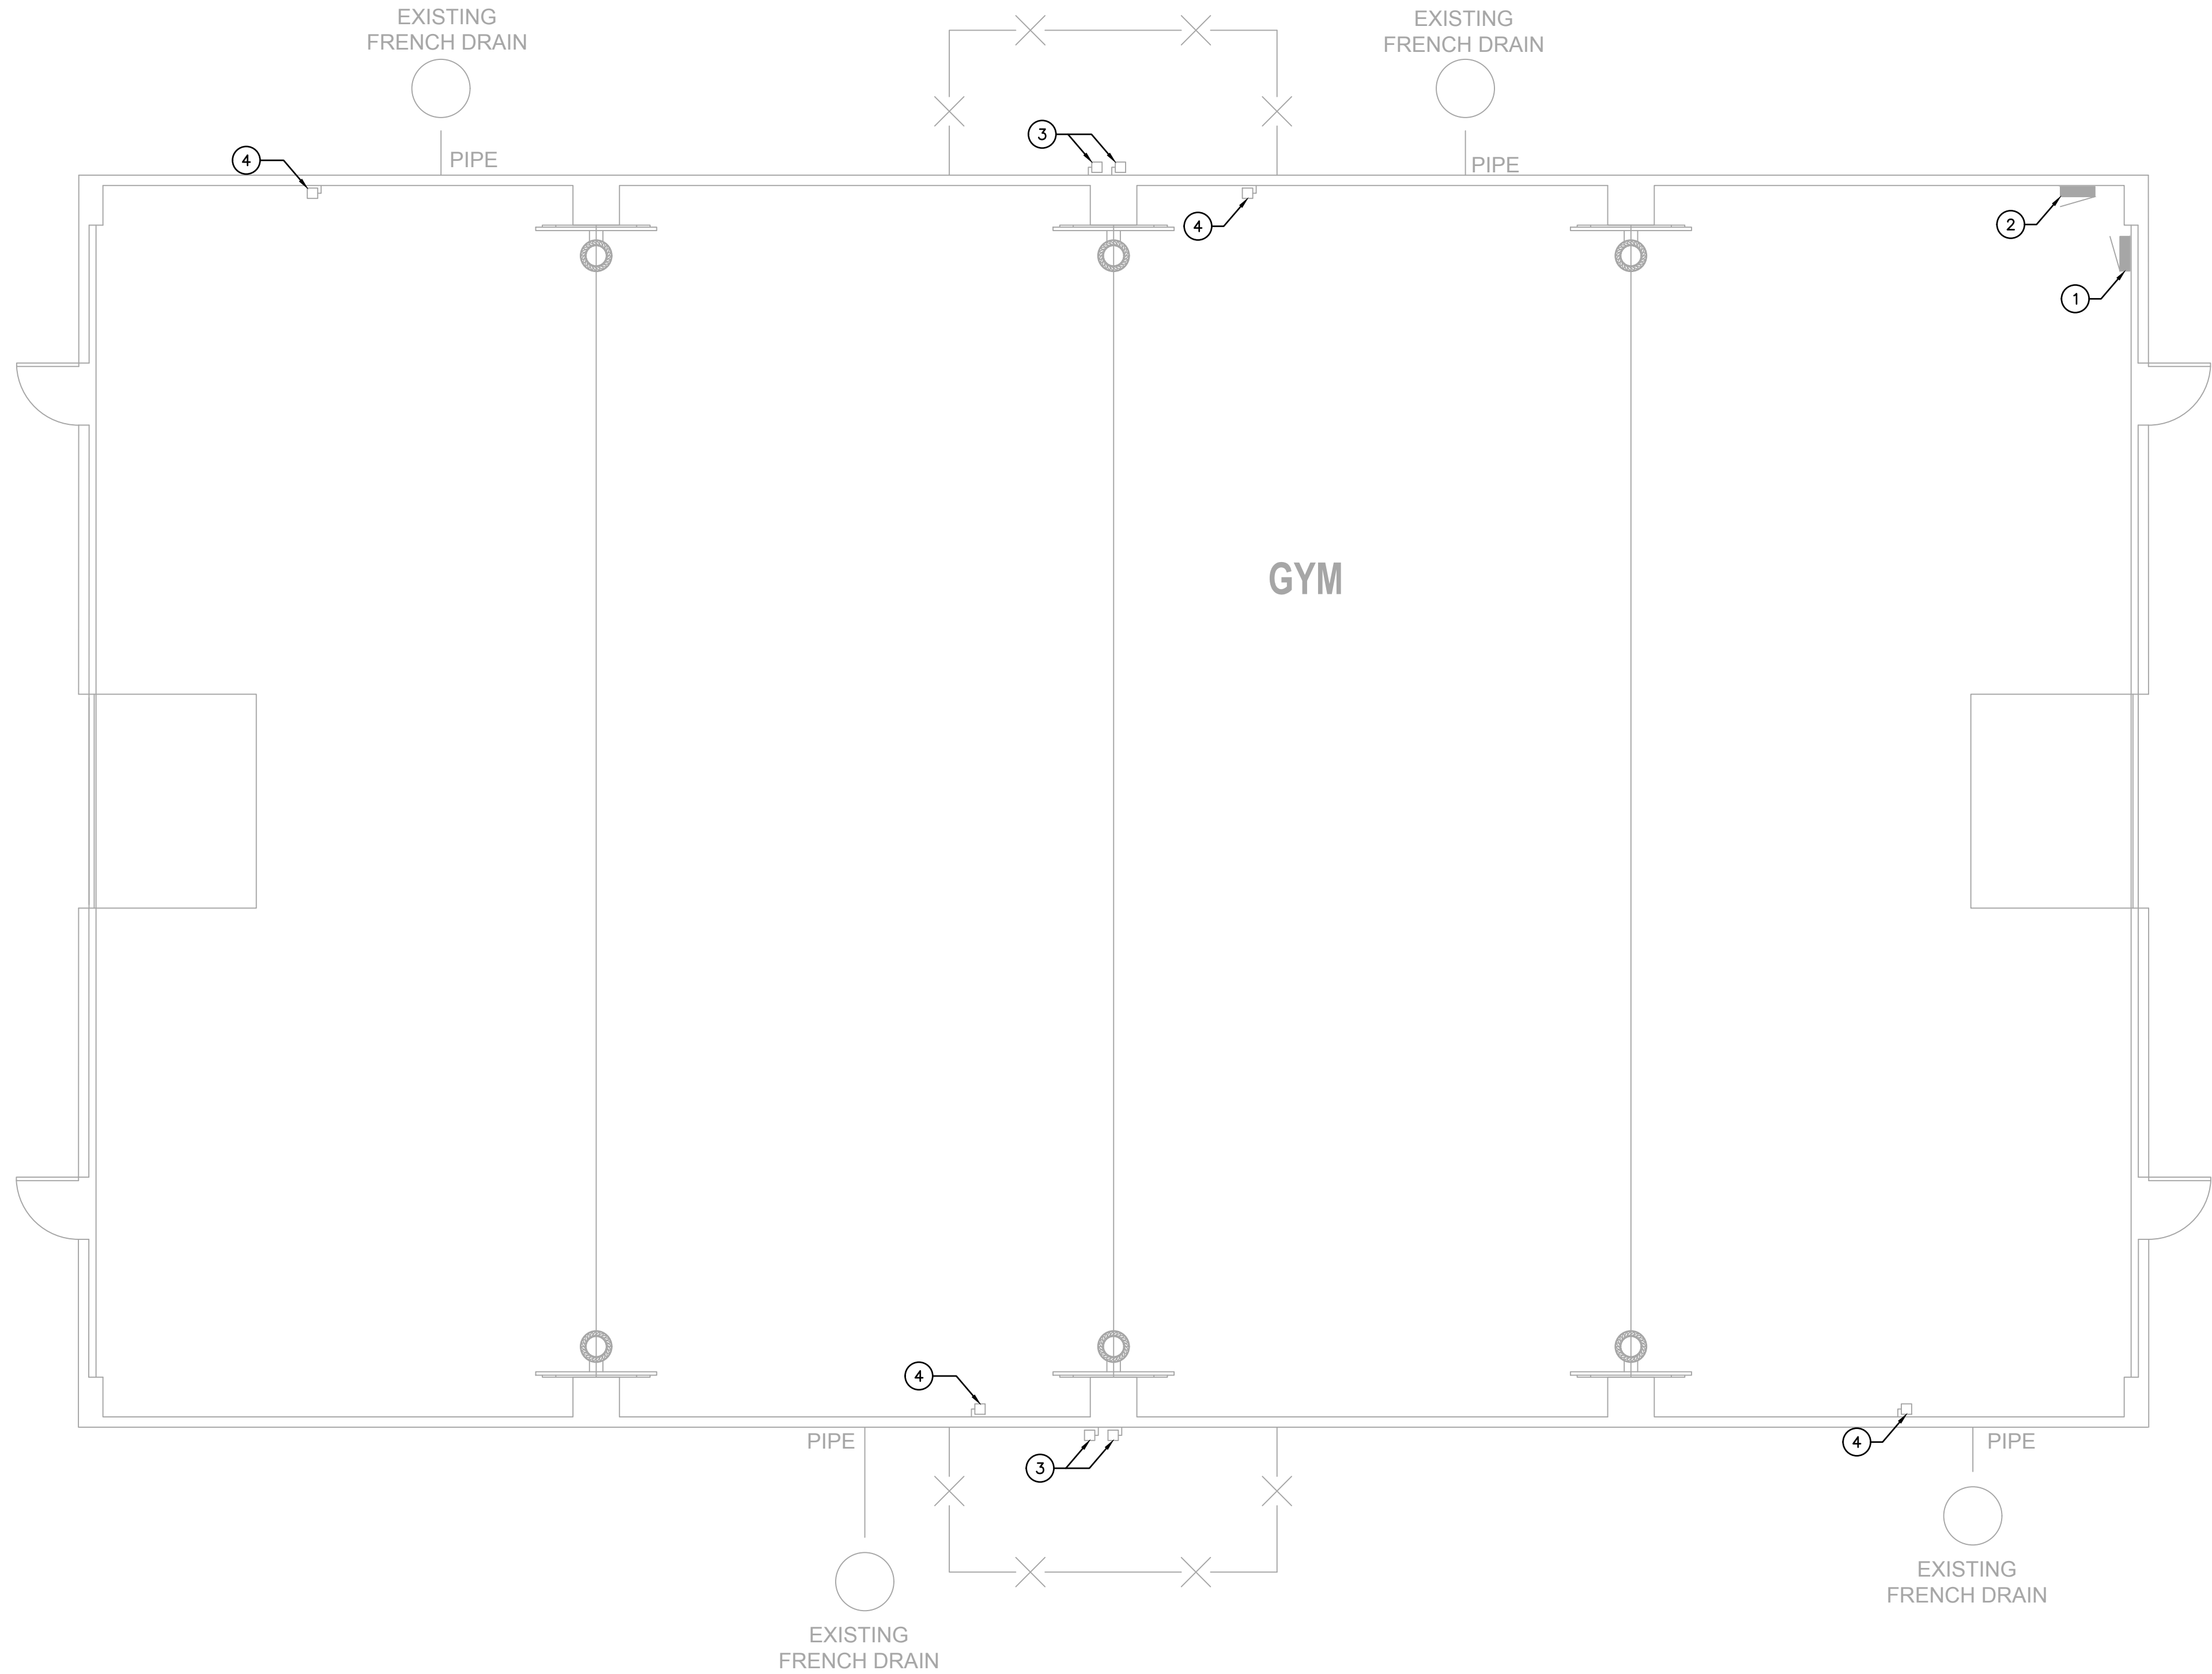 EXISTING
FRENCH DRAIN
EXISTING
FRENCH DRAIN
3
4
PIPE
PIPE
4
2
1
GYM
4
4
PIPE
3
PIPE
EXISTING
FRENCH DRAIN
EXISTING
FRENCH DRAIN